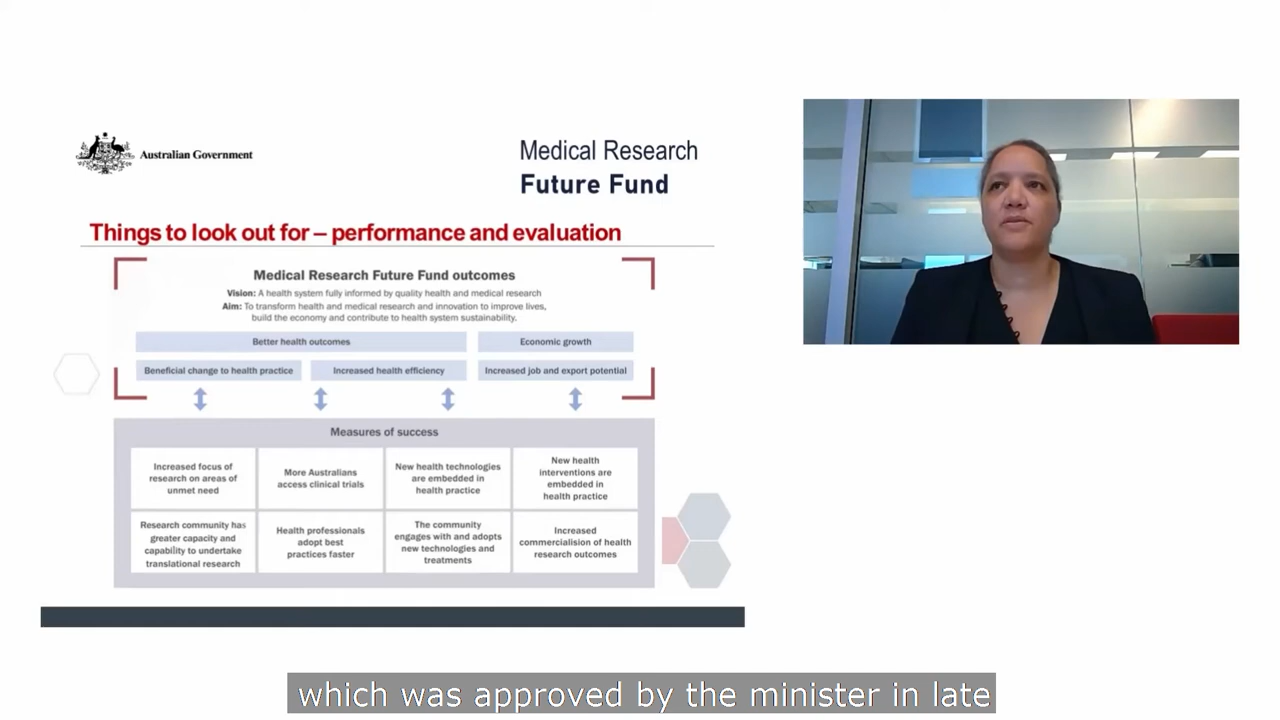 Australian Government
Medical Research
Future Fund
Things to look out for – performance and evaluation
Medical Research Future Fund outcomes
Vision: A health system fully informed by quality health and medical research
Aim: To transform health and medical research and innovation to improve lives,
build the economy and contribute to health system sustainability.
Better health outcomes
Economic growth
Beneficial change to health practice
Increased health efficiency
Increased job and export potential
Measures of success
Increased focus of
research on areas of
unmet need
More Australians
access clinical trials
New health technologies
are embedded in
health practice
New health
interventions are
embedded in
health practice
Research community has
greater capacity and
capability to undertake
translational research
Health professionals
adopt best
practices faster
The community
engages with and adopts
new technologies and
treatments
Increased
commercialision of health
research outcomes
which was approved by the minister in late